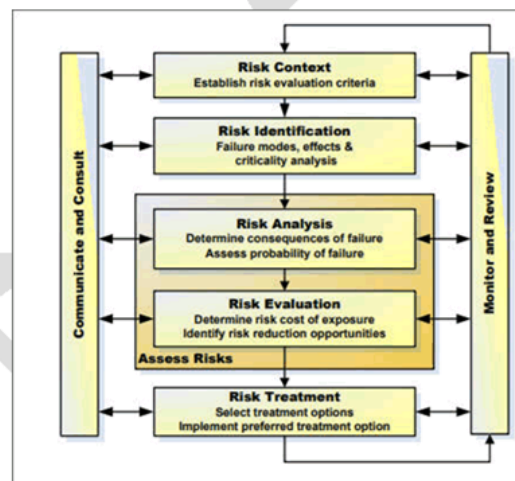 Risk Context
Establish risk evaluation criteria
Risk Identification
Failure modes, effects &
criticality analysis
Risk Analysis
Determine consequences of failure
Assess probability of failure
Risk Evaluation
Determine risk cost of exposure
Identify risk reduction opportunities
Assess Risks
Risk Treatment
Select treatment options
Implement preferred treatment option
Communicate and Consult
Monitor and Review